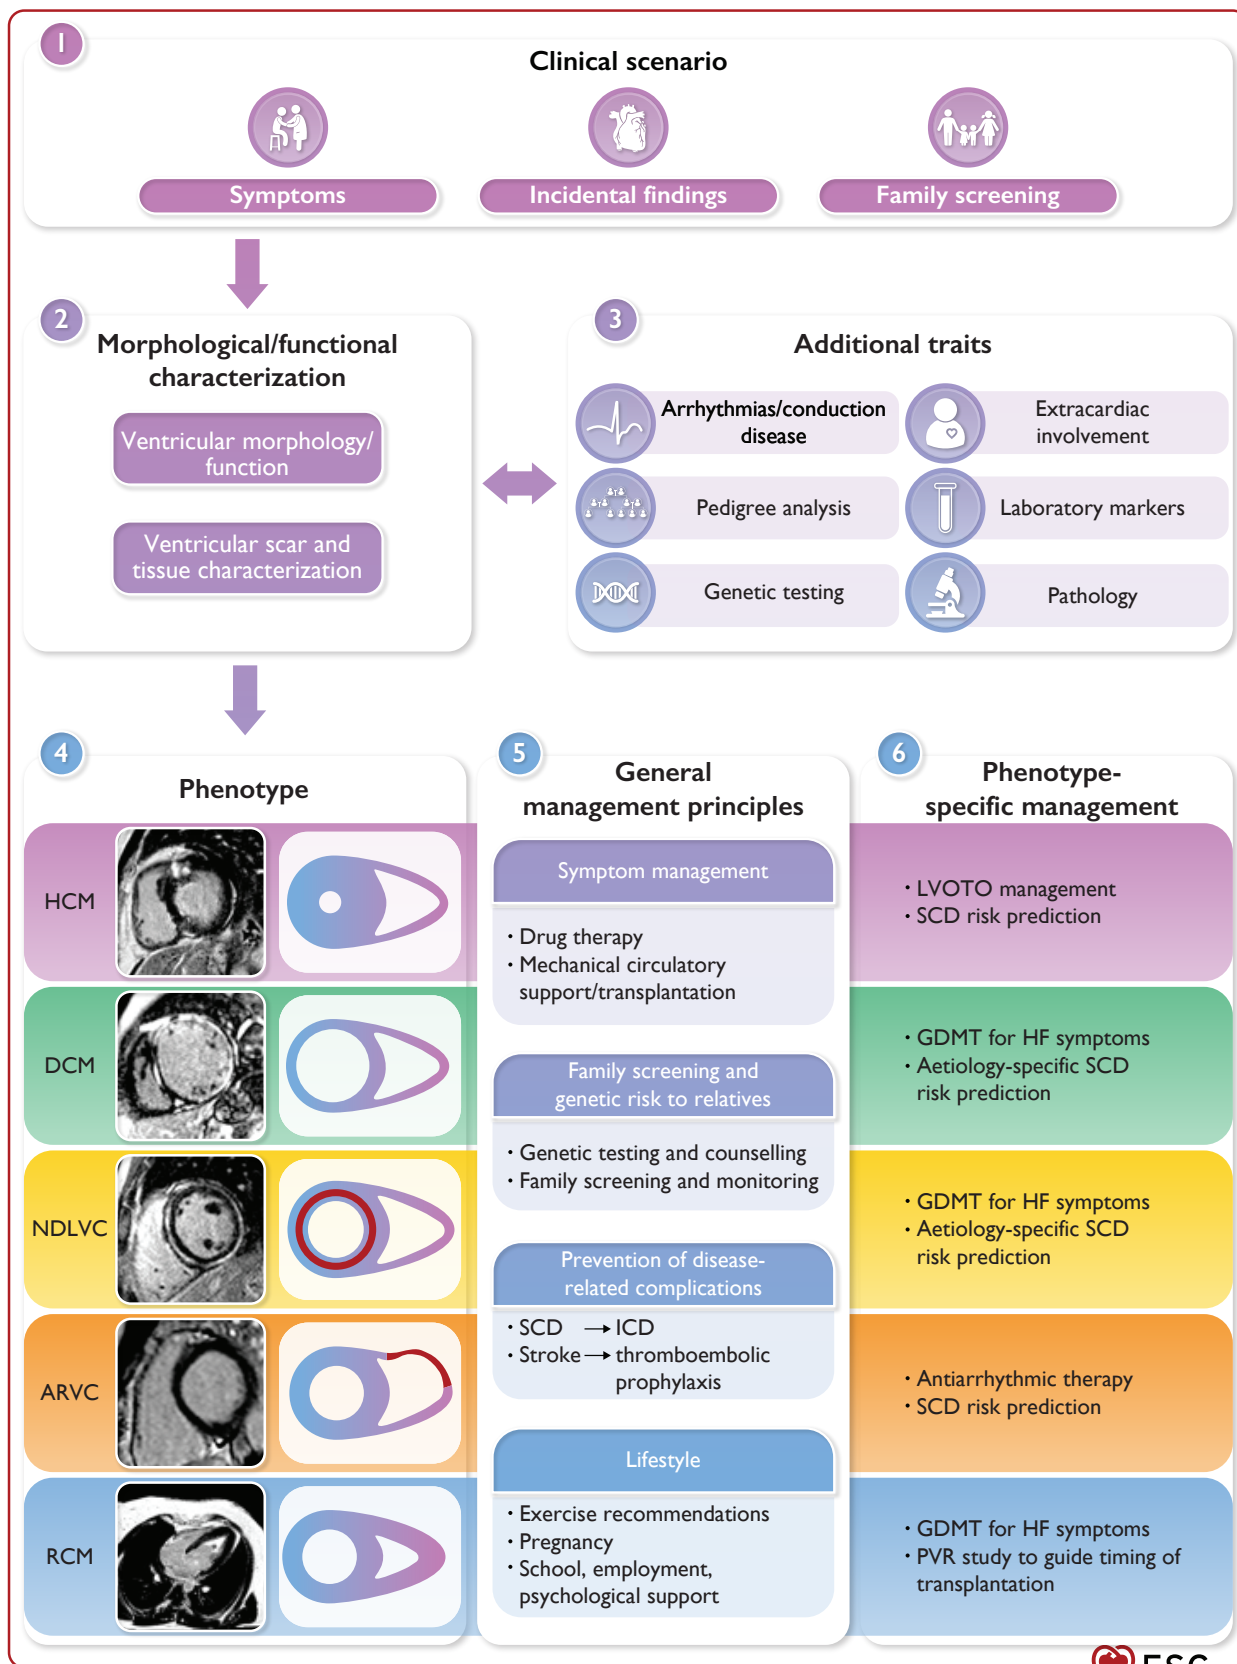 1
Clinical scenario
Symptoms
Incidental findings
Family screening
2
Morphological/functional
characterization
Ventricular morphology/
function
Ventricular scar and
tissue characterization
3
Additional traits
Arrhythmias/conduction
disease
Extracardiac
involvement
Pedigree analysis
Laboratory markers
Genetic testing
Pathology
4
Phenotype
HCM
DCM
NDLVC
ARVC
RCM
5
General
management principles
Symptom management
· Drug therapy
· Mechanical circulatory
support/transplantation
Family screening and
genetic risk to relatives
· Genetic testing and counselling
· Family screening and monitoring
Prevention of disease-
related complications
· SCD → ICD
· Stroke → thromboembolic
prophylaxis
Lifestyle
· Exercise recommendations
· Pregnancy
· School, employment,
psychological support
6
Phenotype-
specific management
· LVOTO management
· SCD risk prediction
· GDMT for HF symptoms
· Aetiology-specific SCD
risk prediction
· GDMT for HF symptoms
· Aetiology-specific SCD
risk prediction
· Antiarrhythmic therapy
· SCD risk prediction
· GDMT for HF symptoms
· PVR study to guide timing of
transplantation
ESC